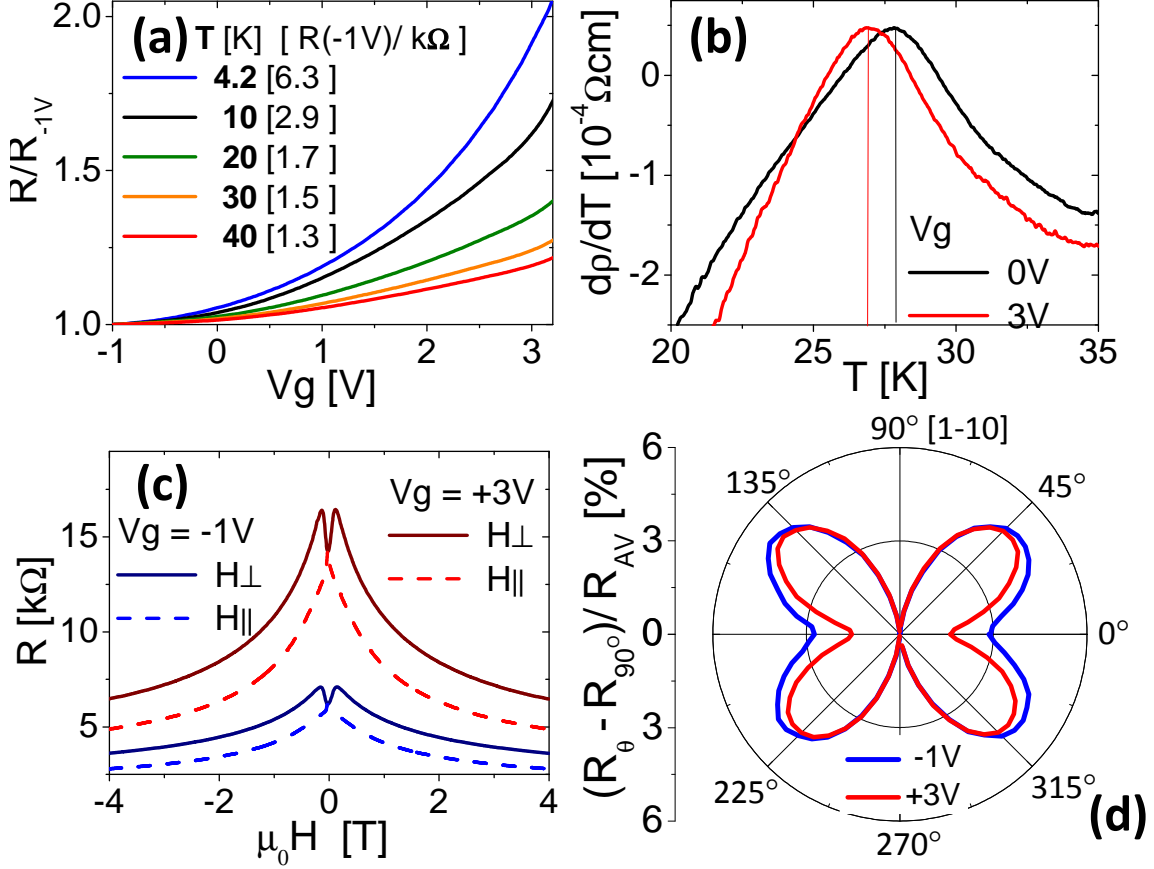 (a)
T [K] [ R(-1V)/ kΩ ]
4.2 [6.3 ]
10 [2.9 ]
20 [1.7 ]
30 [1.5 ]
40 [1.3 ]
2.0
1.5
1.0
R/R-1V
-1 0 1 2 3
Vg [V]
(b)
0
-1
-2
dρ/dT [10-4Ωcm]
Vg
0V
3V
20 25 30 35
T [K]
(c)
Vg = -1V
H⊥
H||
Vg = +3V
H⊥
H||
15
10
5
R [kΩ]
-4 -2 0 2 4
μ0H [T]
6
3
0
3
6
(Rθ - R90°)/ RAV [%]
90° [1-10]
135°
45°
0°
225°
315°
270°
-1V
+3V
(d)